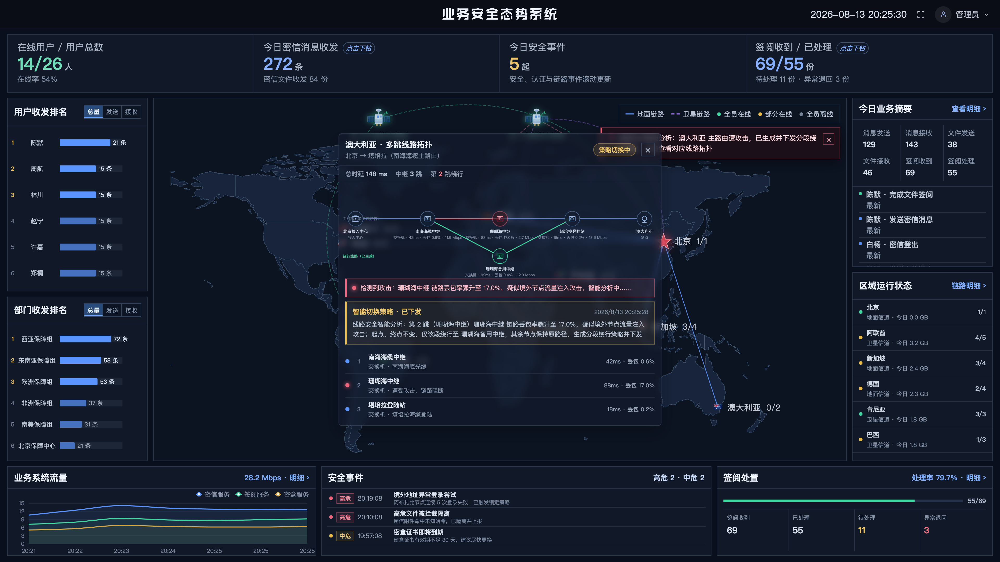 业务安全态势系统
2026-08-13 20:25:30
管理员
在线用户 / 用户总数
14/26 人
在线率 54%
今日密信消息收发 点击下钻
272 条
密信文件收发 84 份
今日安全事件
5 起
安全、认证与链路事件滚动更新
签阅收到 / 已处理 点击下钻
69/55 份
待处理 11 份 · 异常退回 3 份
用户收发排名 总量 发送 接收
1 陈默 21 条
2 周航 15 条
3 林川 15 条
4 赵宁 15 条
5 许嘉 15 条
6 郑桐 15 条
部门收发排名 总量 发送 接收
1 西亚保障组 72 条
2 东南亚保障组 58 条
3 欧洲保障组 53 条
4 非洲保障组 37 条
5 南美保障组 31 条
6 北京保障中心 21 条
地面链路 卫星链路 全员在线 部分在线 全员离线
分析：澳大利亚 主路由遭攻击，已生成并下发分段绕
查看对应线路拓扑
澳大利亚 · 多跳线路拓扑
北京 → 堪培拉（南海海缆主路由）
策略切换中
总时延 148 ms 中继 3 跳 第 2 跳绕行
主线路（第 2 跳绕行）
北京接入中心
接入中心
南海海缆中继
交换机 · 42ms · 丢包 0.6% · 11.9 Mbps
珊瑚海中继
交换机 · 88ms · 丢包 17.0% · 2.7 Mbps
堪培拉登陆站
交换机 · 18ms · 丢包 0.2% · 13.6 Mbps
澳大利亚
站点
绕行线路（已生效）
珊瑚海备用中继
交换机 · 92ms · 丢包 0.4% · 12.0 Mbps
检测到攻击：珊瑚海中继 链路丢包率骤升至 17.0%，疑似境外节点流量注入攻击，智能分析中……
智能切换策略 · 已下发 2026/8/13 20:25:28
线路安全智能分析：第 2 跳（珊瑚海中继）珊瑚海中继 链路丢包率骤升至 17.0%，疑似境外节点流量注入
攻击；起点、终点不变，仅该段绕行至 珊瑚海备用中继，其余节点保持原路径，生成分段绕行策略并下发
1 南海海缆中继 42ms · 丢包 0.6%
交换机 · 南海海底光缆
2 珊瑚海中继 88ms · 丢包 17.0%
交换机 · 遭受攻击，链路阻断
3 堪培拉登陆站 18ms · 丢包 0.2%
交换机 · 堪培拉海缆登陆
北京 1/1
加坡 3/4
澳大利亚 0/2
今日业务摘要 查看明细 >
消息发送 消息接收 文件发送
129 143 38
文件接收 签阅收到 签阅处理
46 69 55
陈默 · 完成文件签阅
最新
陈默 · 发送密信消息
最新
白杨 · 密信登出
最新
区域运行状态 链路明细 >
北京 1/1
地面信道 · 今日 0.0 GB
阿联酋 4/5
卫星信道 · 今日 3.2 GB
新加坡 3/4
地面信道 · 今日 2.4 GB
德国 2/4
地面信道 · 今日 2.3 GB
肯尼亚 3/3
卫星信道 · 今日 1.8 GB
巴西 1/3
卫星信道 · 今日 1.8 GB
业务系统流量 28.2 Mbps · 明细 >
密信服务 签阅服务 密盒服务
15
12
9
6
3
0
20:21 20:22 20:23 20:24 20:25 20:25 20:25
安全事件 高危 2 · 中危 2
高危 20:19:08 境外地址异常登录尝试
阿布扎比节点连续 5 次登录失败，已触发锁定策略
高危 20:10:08 高危文件被拦截隔离
密信附件命中未知哈希，已隔离并上报
中危 19:57:08 密盒证书即将到期
密盒证书有效期不足 30 天，建议尽快更换
签阅处置 处理率 79.7% · 明细 >
55/69
签阅收到 已处理 待处理 异常退回
69 55 11 3